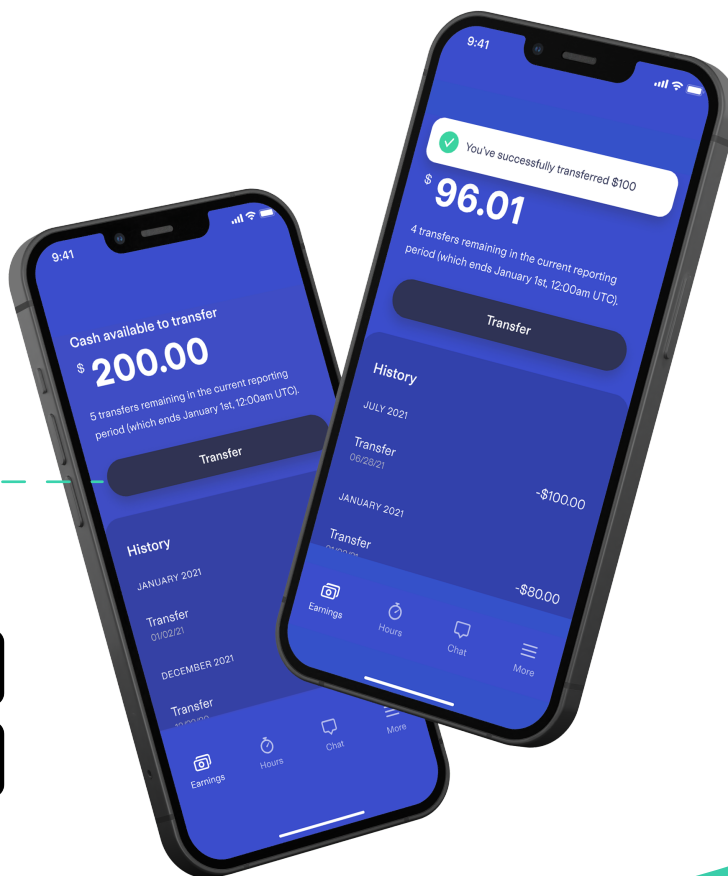 9:41
Cash available to transfer
$ 200.00
5 transfers remaining in the current reporting
period (which ends January 1st, 12:00am UTC).
Transfer
History
JANUARY 2021
Transfer
01/02/21
DECEMBER 2021
Transfer
Earnings
Hours
Chat
More
9:41
You've successfully transferred $100
$ 96.01
4 transfers remaining in the current reporting
period (which ends January 1st, 12:00am UTC).
Transfer
History
JULY 2021
Transfer
-$100.00
06/28/21
JANUARY 2021
Transfer
-$80.00
Earnings
Hours
Chat
More